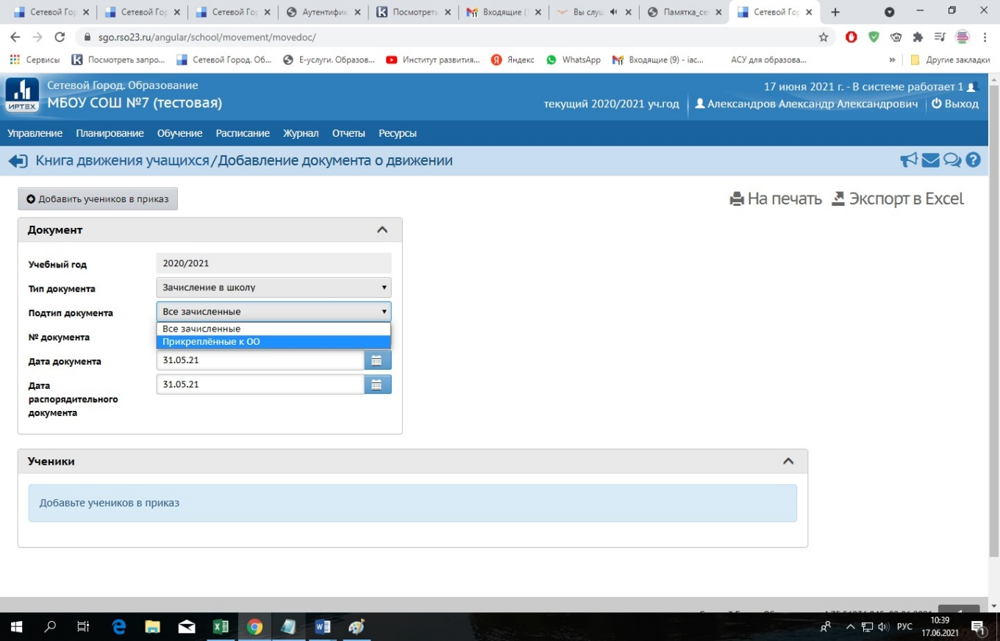 Сетевой Гор
Сетевой Гор
Сетевой Гор
Аутентифик
Посмотреть
Входящие (
Вы слуш
Памятка_се
Сетевой Гор
sgo.rso23.ru/angular/school/movement/movedoc/
Сервисы
Посмотреть запро...
Сетевой Город. Об...
Е-услуги. Образов...
Институт развития...
Яндекс
WhatsApp
Входящие (9) - iac...
АСУ для образова...
»
Другие закладки
ИРТЕХ
Сетевой Город. Образование
МБОУ СОШ №7 (тестовая)
17 июня 2021 г. - В системе работает 1
текущий 2020/2021 уч.год
Александров Александр Александрович
Выход
Управление Планирование Обучение Расписание Журнал Отчеты Ресурсы
Книга движения учащихся/Добавление документа о движении
Добавить учеников в приказ
На печать
Экспорт в Excel
Документ
Учебный год 2020/2021
Тип документа Зачисление в школу
Подтип документа Все зачисленные
Все зачисленные
№ документа Прикреплённые к ОО
Дата документа 31.05.21
Дата распорядительного документа 31.05.21
Ученики
Добавьте учеников в приказ
РУС
10:39
17.06.2021